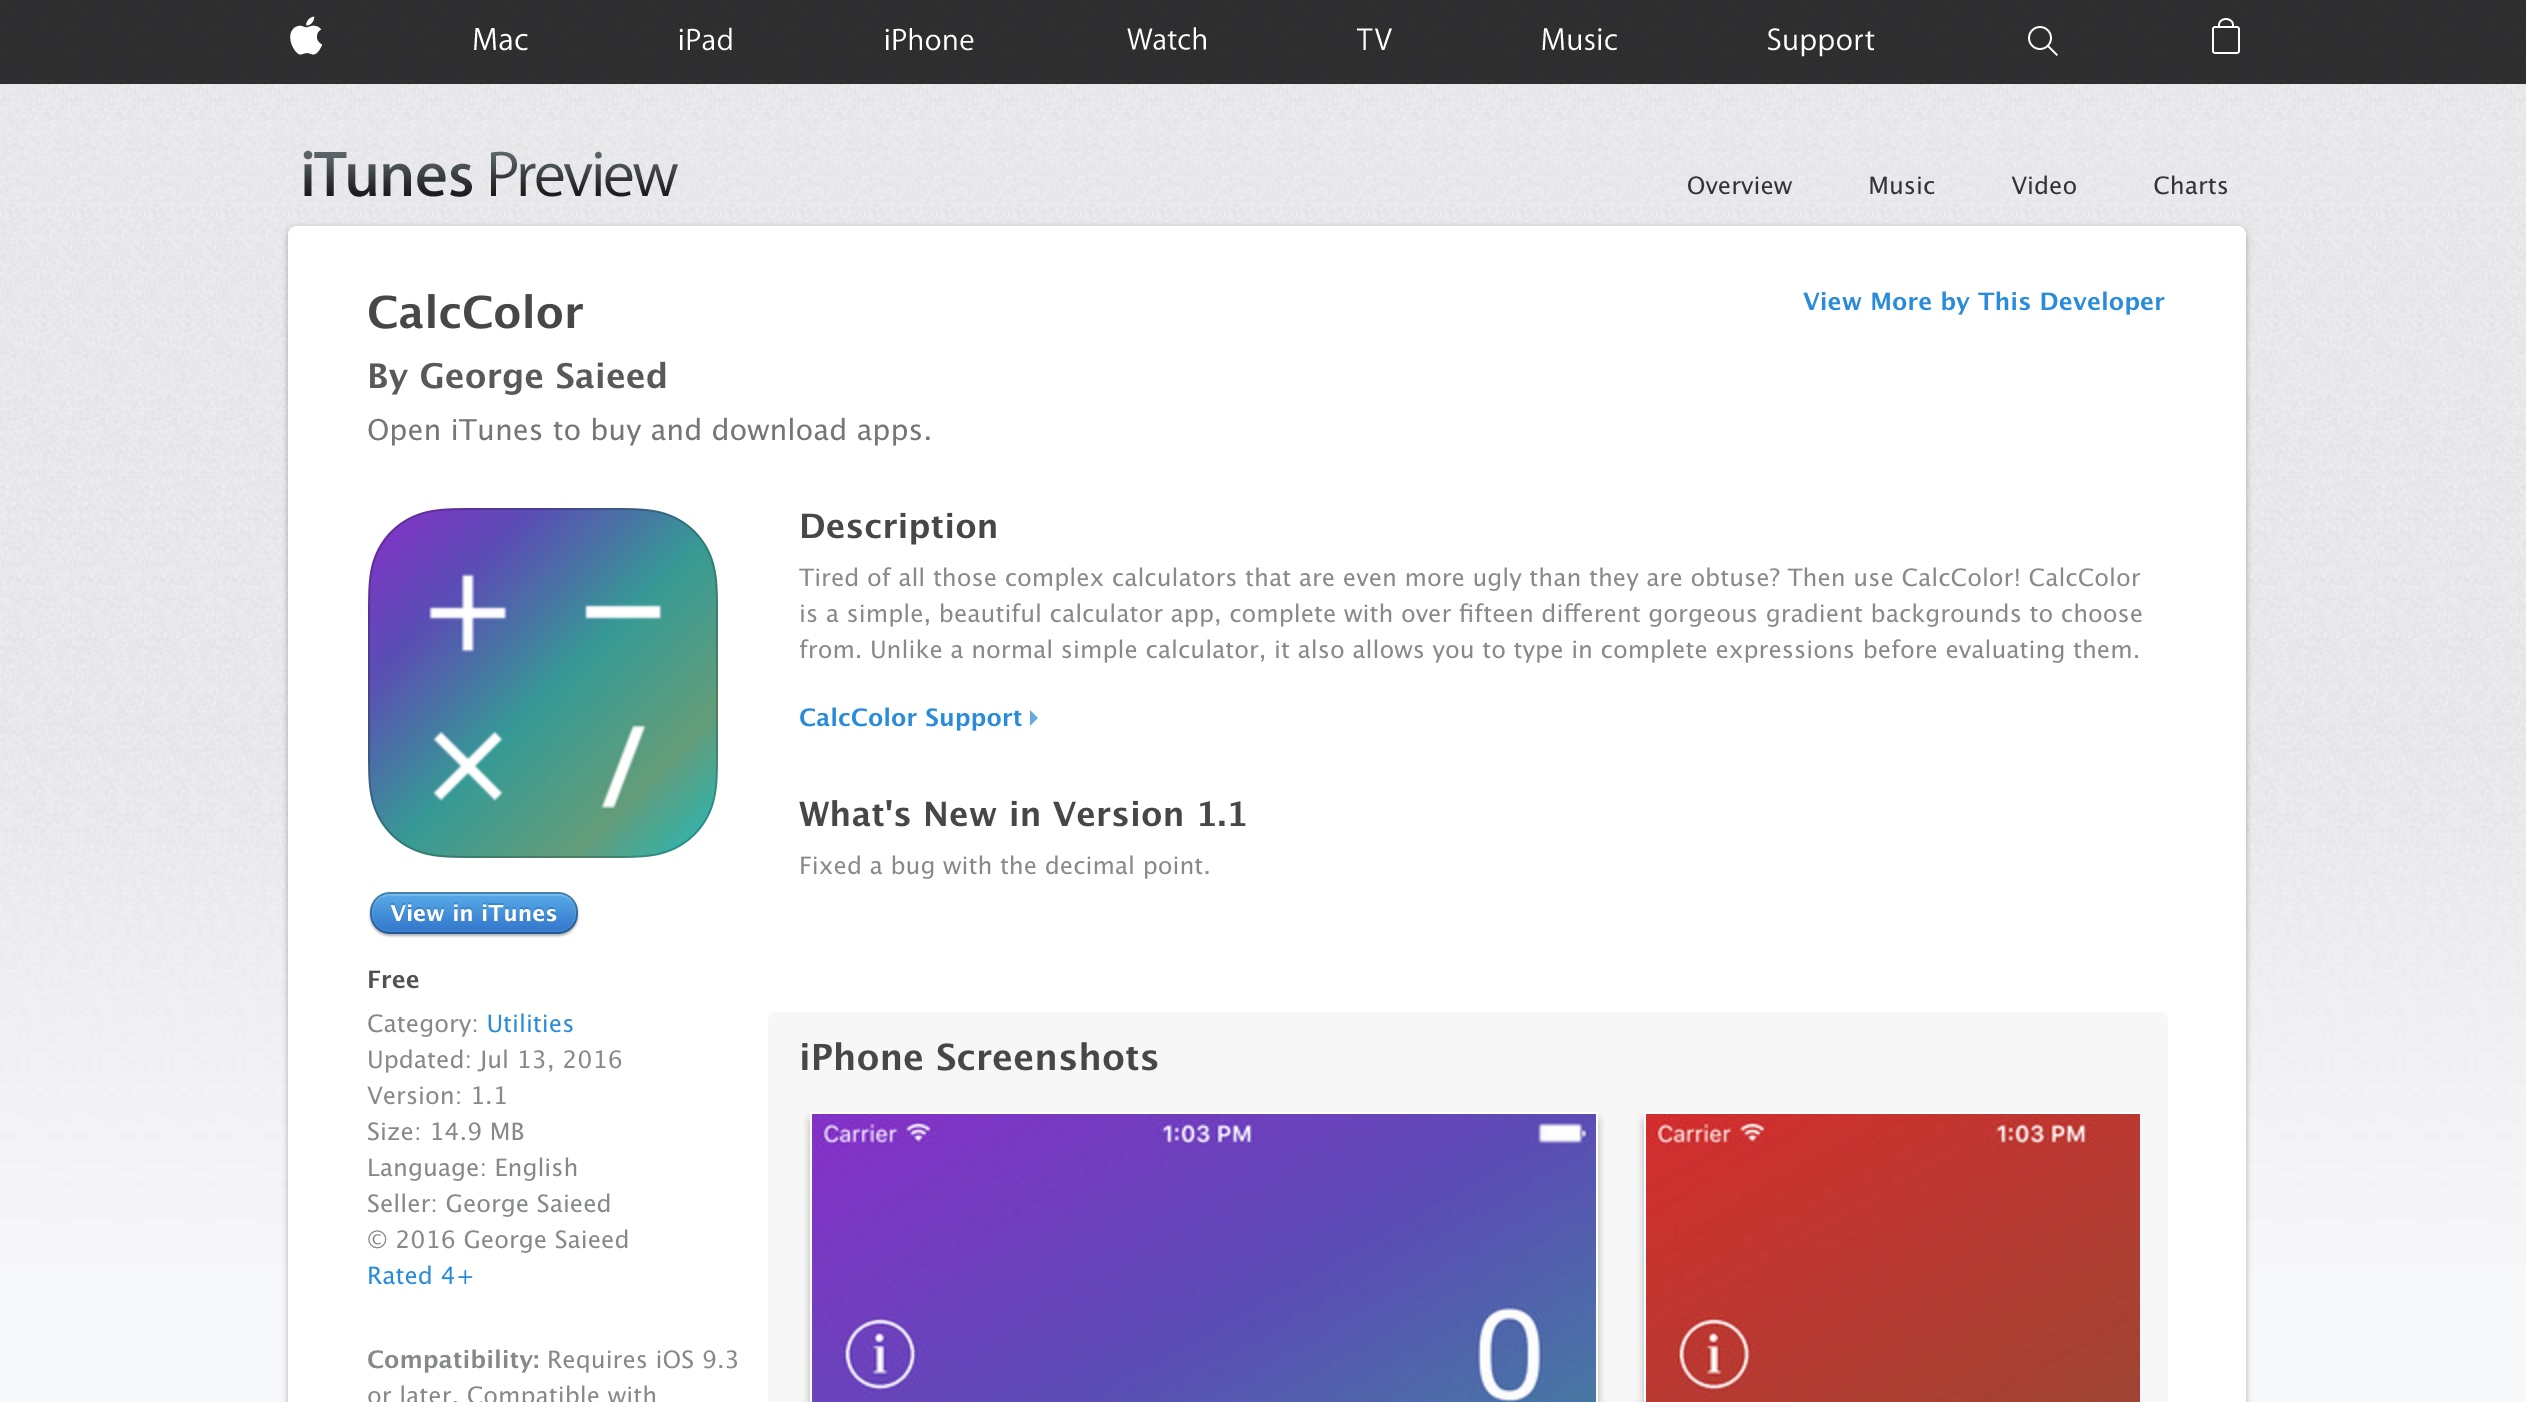 Mac iPad iPhone Watch TV Music Support
iTunes Preview
Overview Music Video Charts
CalcColor
View More by This Developer
By George Saieed
Open iTunes to buy and download apps.
+ −
× /
View in iTunes
Free
Category: Utilities
Updated: Jul 13, 2016
Version: 1.1
Size: 14.9 MB
Language: English
Seller: George Saieed
© 2016 George Saieed
Rated 4+
Compatibility: Requires iOS 9.3
or later. Compatible with
Description
Tired of all those complex calculators that are even more ugly than they are obtuse? Then use CalcColor! CalcColor
is a simple, beautiful calculator app, complete with over fifteen different gorgeous gradient backgrounds to choose
from. Unlike a normal simple calculator, it also allows you to type in complete expressions before evaluating them.
CalcColor Support
What's New in Version 1.1
Fixed a bug with the decimal point.
iPhone Screenshots
Carrier 1:03 PM
i 0
Carrier 1:03 PM
i